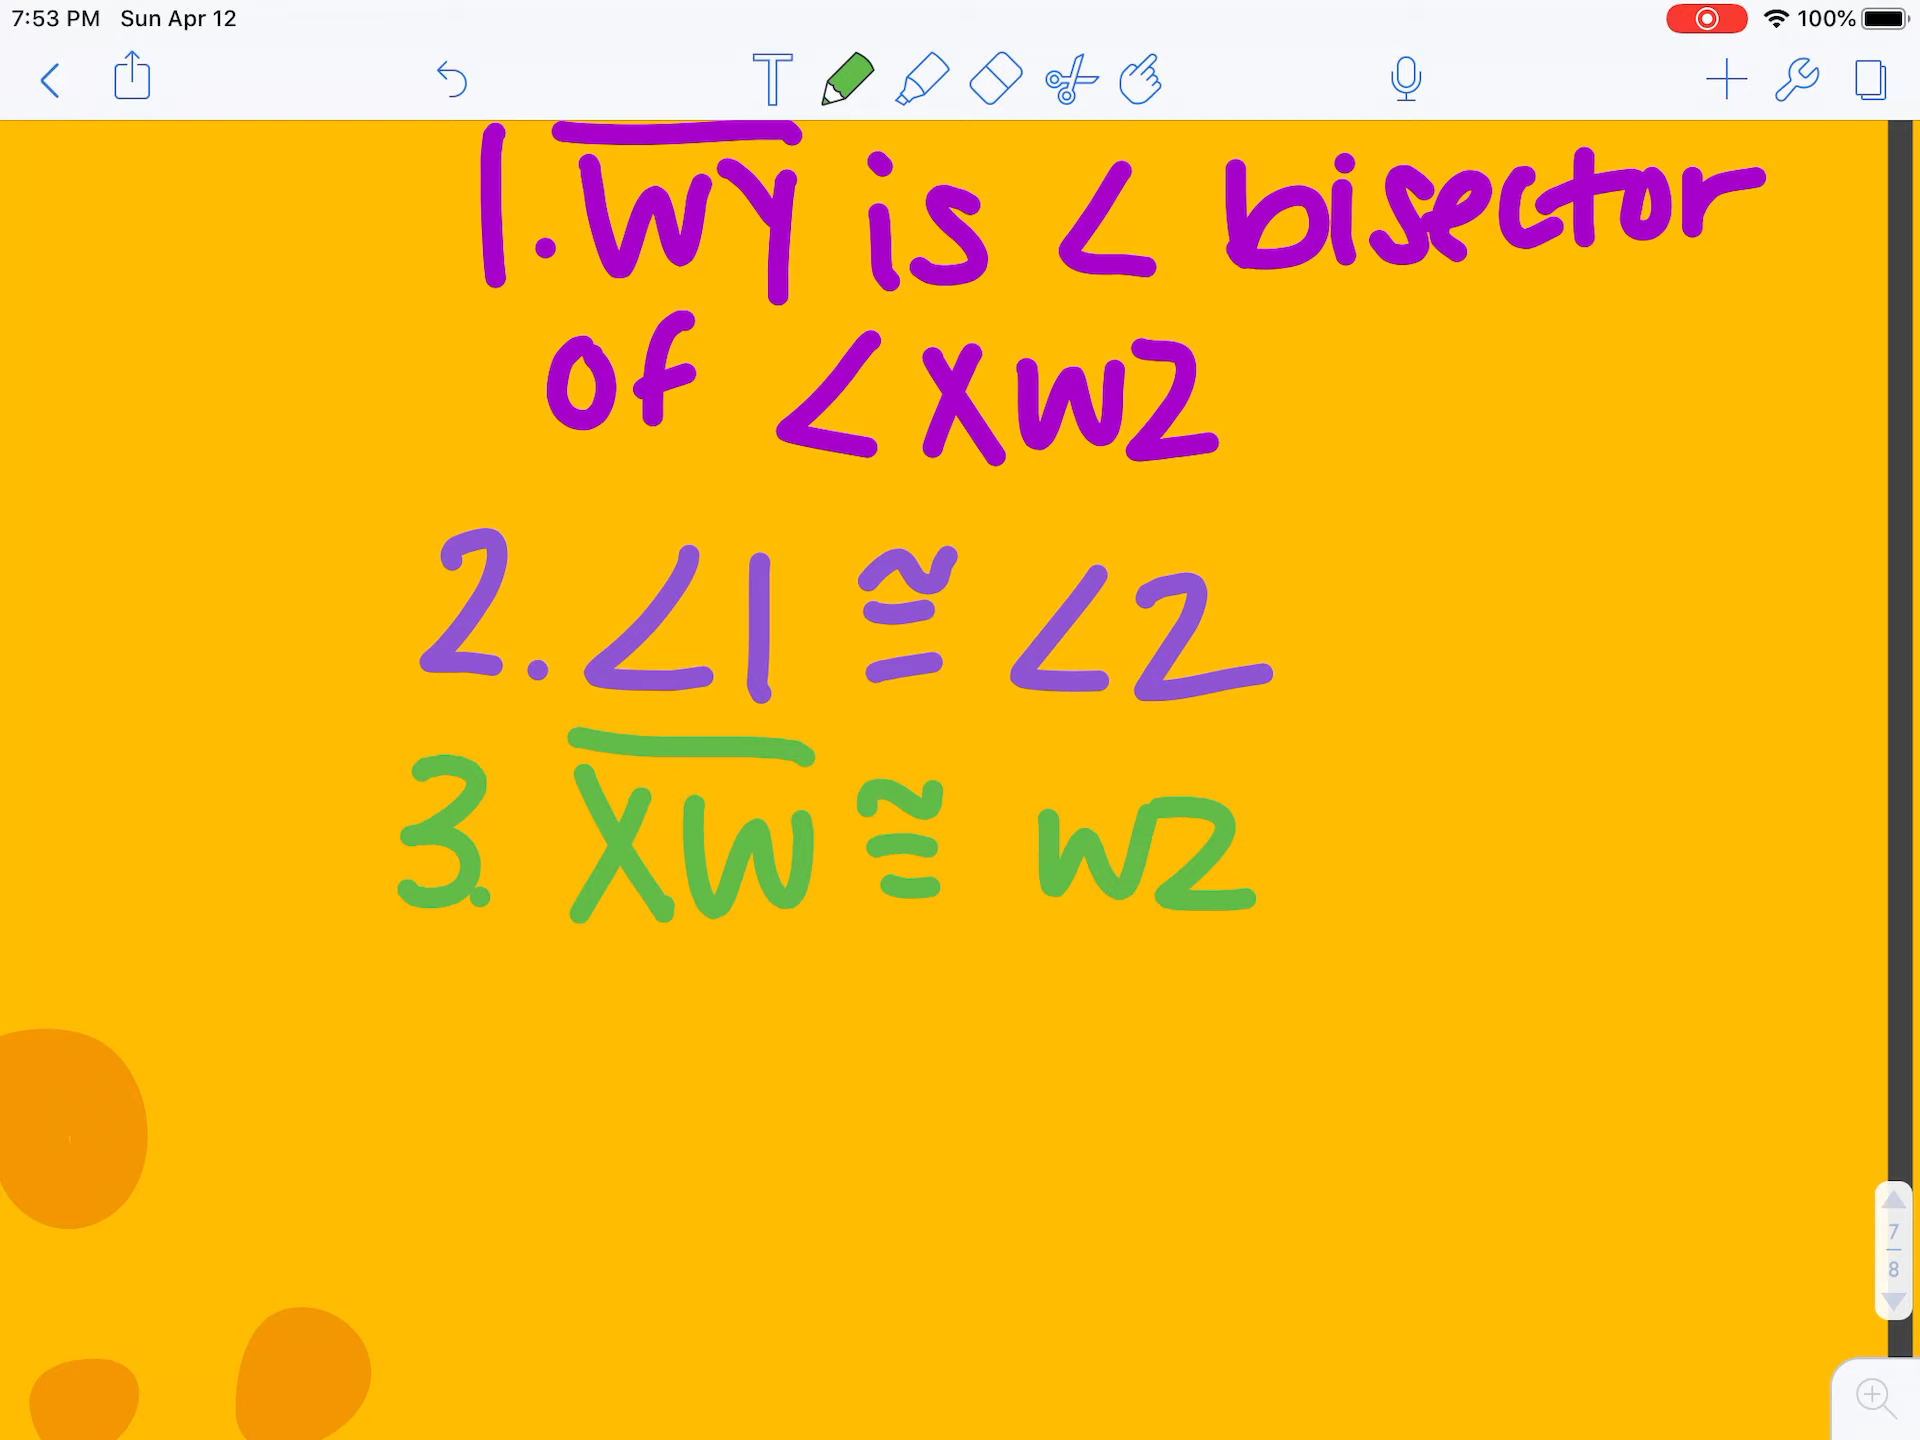 7:53 PM Sun Apr 12 100%
T
1. WY is ∠ bisector
of ∠XWZ
2. ∠1 ≅ ∠2
3. XW ≅ WZ
7
8